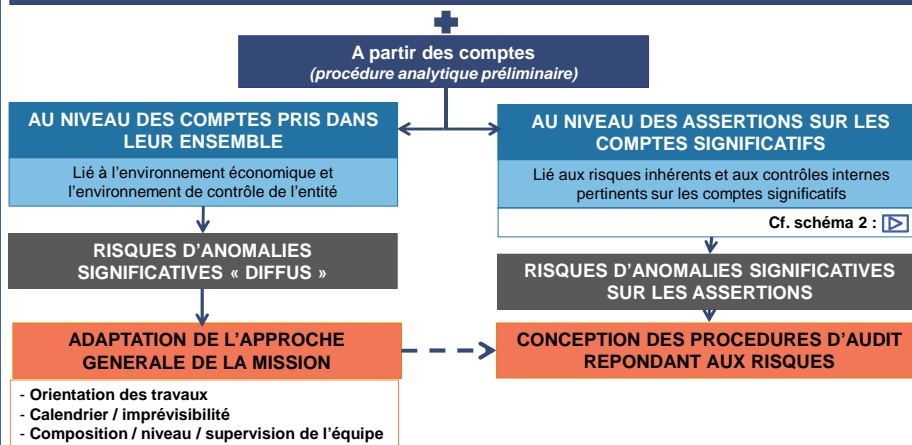 A partir des comptes
(procédure analytique préliminaire)
AU NIVEAU DES COMPTES PRIS DANS
LEUR ENSEMBLE
Lié à l'environnement économique et
l'environnement de contrôle de l'entité
RISQUES D'ANOMALIES
SIGNIFICATIVES « DIFFUS »
ADAPTATION DE L'APPROCHE
GENERALE DE LA MISSION
- Orientation des travaux
- Calendrier / imprévisibilité
- Composition / niveau / supervision de l'équipe
AU NIVEAU DES ASSERTIONS SUR LES
COMPTES SIGNIFICATIFS
Lié aux risques inhérents et aux contrôles internes
pertinents sur les comptes significatifs
Cf. schéma 2 :
RISQUES D'ANOMALIES SIGNIFICATIVES
SUR LES ASSERTIONS
CONCEPTION DES PROCEDURES D'AUDIT
REPONDANT AUX RISQUES